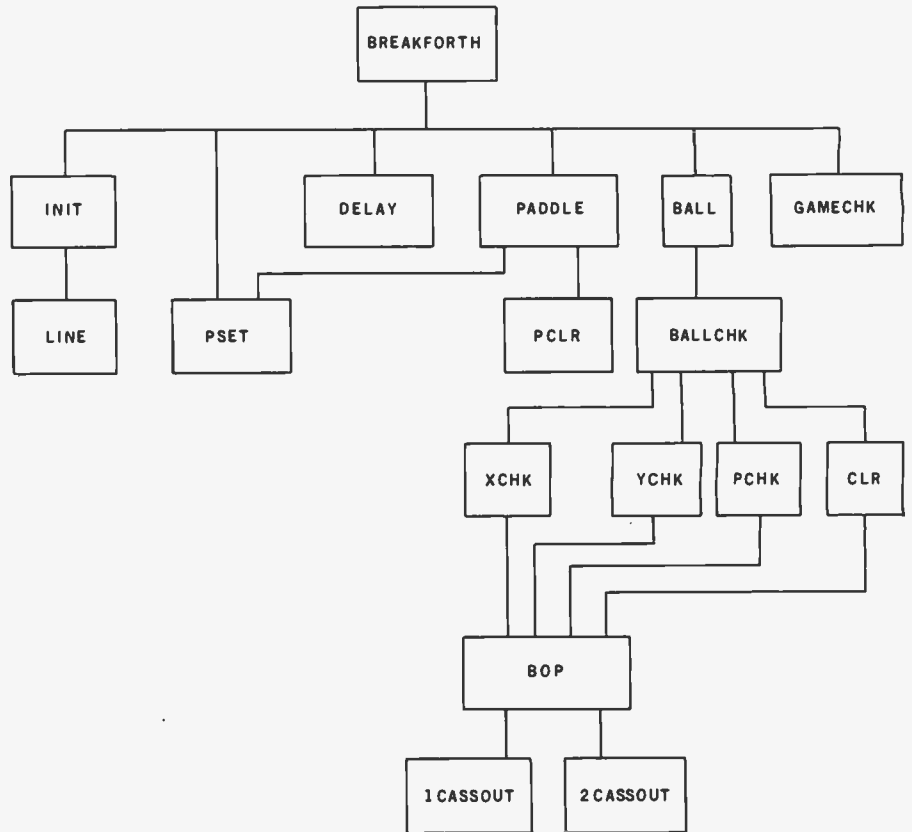 BREAKFORTH
INIT
DELAY
PADDLE
BALL
GAMECHK
LINE
PSET
PCLR
BALLCHK
XCHK
YCHK
PCHK
CLR
BOP
1CASSOUT
2CASSOUT